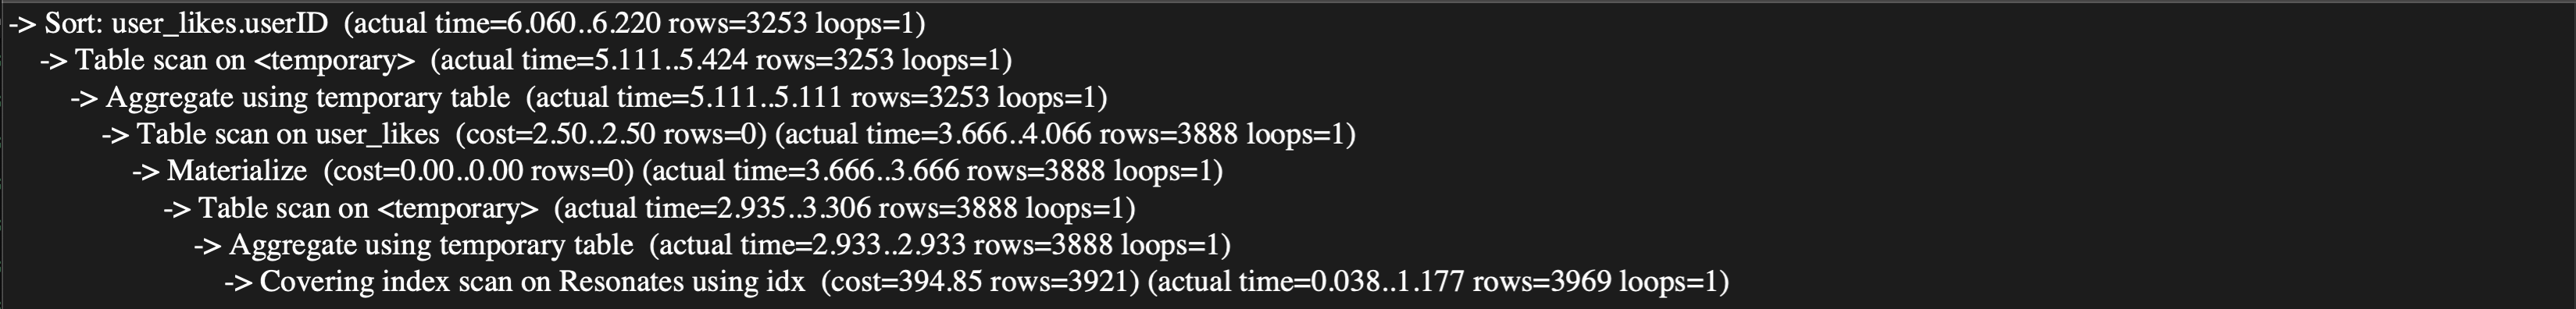 -> Sort: user_likes.userID (actual time=6.060..6.220 rows=3253 loops=1)
-> Table scan on <temporary> (actual time=5.111..5.424 rows=3253 loops=1)
-> Aggregate using temporary table (actual time=5.111..5.111 rows=3253 loops=1)
-> Table scan on user_likes (cost=2.50..2.50 rows=0) (actual time=3.666..4.066 rows=3888 loops=1)
-> Materialize (cost=0.00..0.00 rows=0) (actual time=3.666..3.666 rows=3888 loops=1)
-> Table scan on <temporary> (actual time=2.935..3.306 rows=3888 loops=1)
-> Aggregate using temporary table (actual time=2.933..2.933 rows=3888 loops=1)
-> Covering index scan on Resonates using idx (cost=394.85 rows=3921) (actual time=0.038..1.177 rows=3969 loops=1)